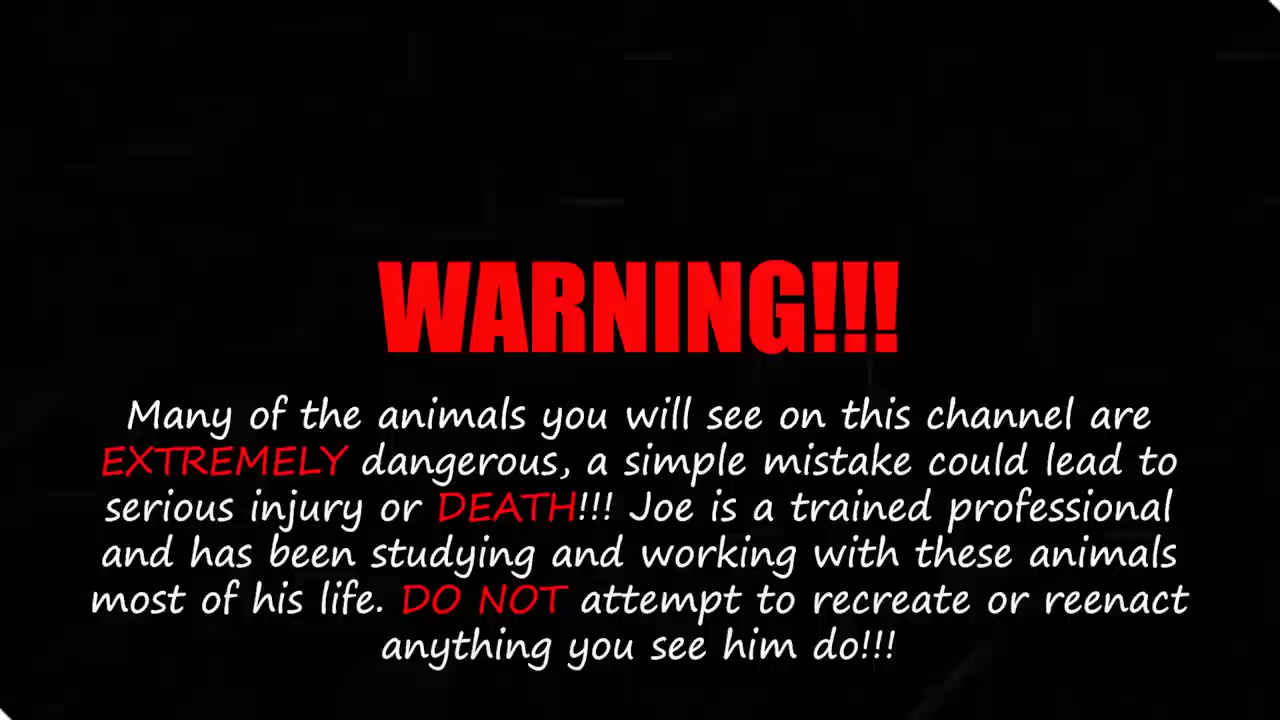 WARNING!!!
Many of the animals you will see on this channel are
EXTREMELY dangerous, a simple mistake could lead to
serious injury or DEATH!!! Joe is a trained professional
and has been studying and working with these animals
most of his life. DO NOT attempt to recreate or reenact
anything you see him do!!!